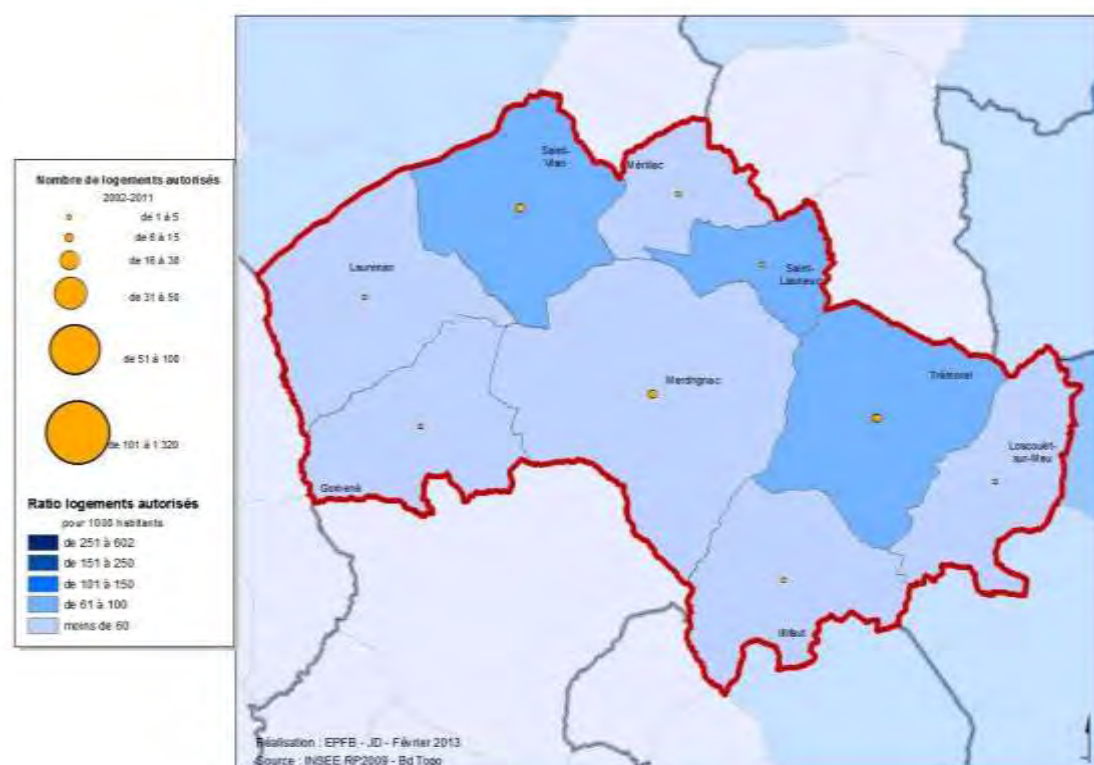 Nombre de logements autorisés
2002-2011
de 1 à 5
de 6 à 15
de 16 à 30
de 31 à 50
de 51 à 100
de 101 à 1 320
Ratio logements autorisés
pour 1000 habitants
de 251 à 602
de 151 à 250
de 101 à 150
de 61 à 100
moins de 60
Saint-
Vran
Mérillac
Laurenan
Saint-
Launeuc
Merdrignac
Trémorel
Loscouët-
sur-Meu
Gomené
Illifaut
Réalisation : EPFB - JD - Février 2013
Source : INSEE RP2009 - Bd Topo